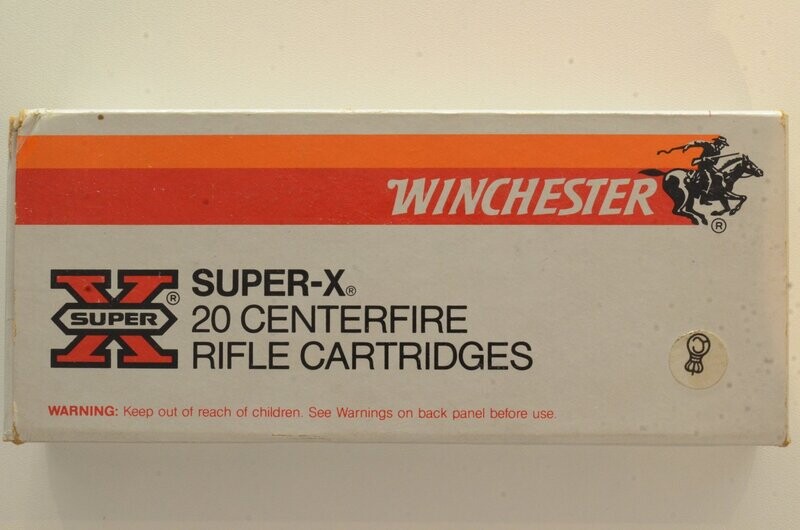 WINCHESTER
®
SUPER
®
SUPER-X®
20 CENTERFIRE
RIFLE CARTRIDGES
WARNING: Keep out of reach of children. See Warnings on back panel before use.